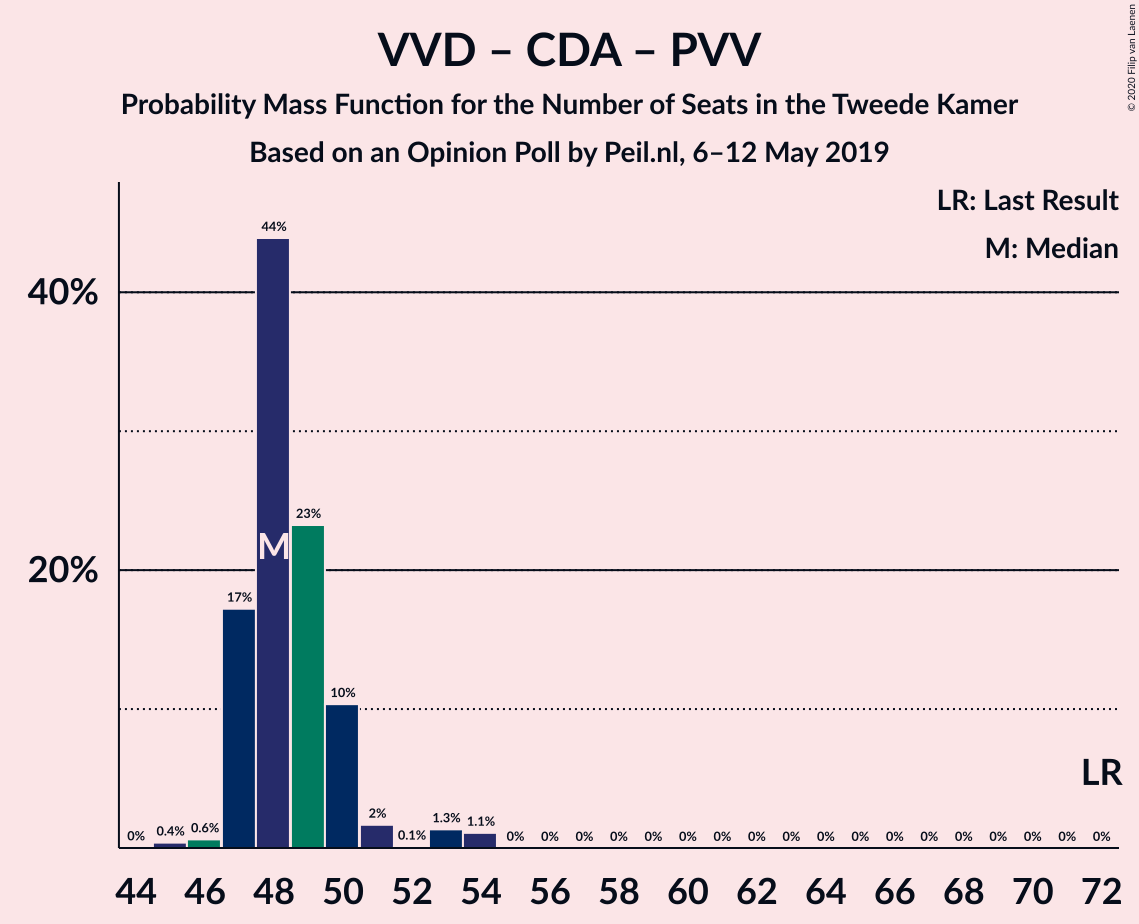 VVD – CDA – PVV
Probability Mass Function for the Number of Seats in the Tweede Kamer
Based on an Opinion Poll by Peil.nl, 6–12 May 2019
© 2020 Filip van Laenen
LR: Last Result
M: Median
40%
20%
0% 0.4% 0.6% 17% 44% 23% 10% 2% 0.1% 1.3% 1.1% 0% 0% 0% 0% 0% 0% 0% 0% 0% 0% 0% 0% 0% 0% 0% 0% 0% 0%
M
LR
44 46 48 50 52 54 56 58 60 62 64 66 68 70 72